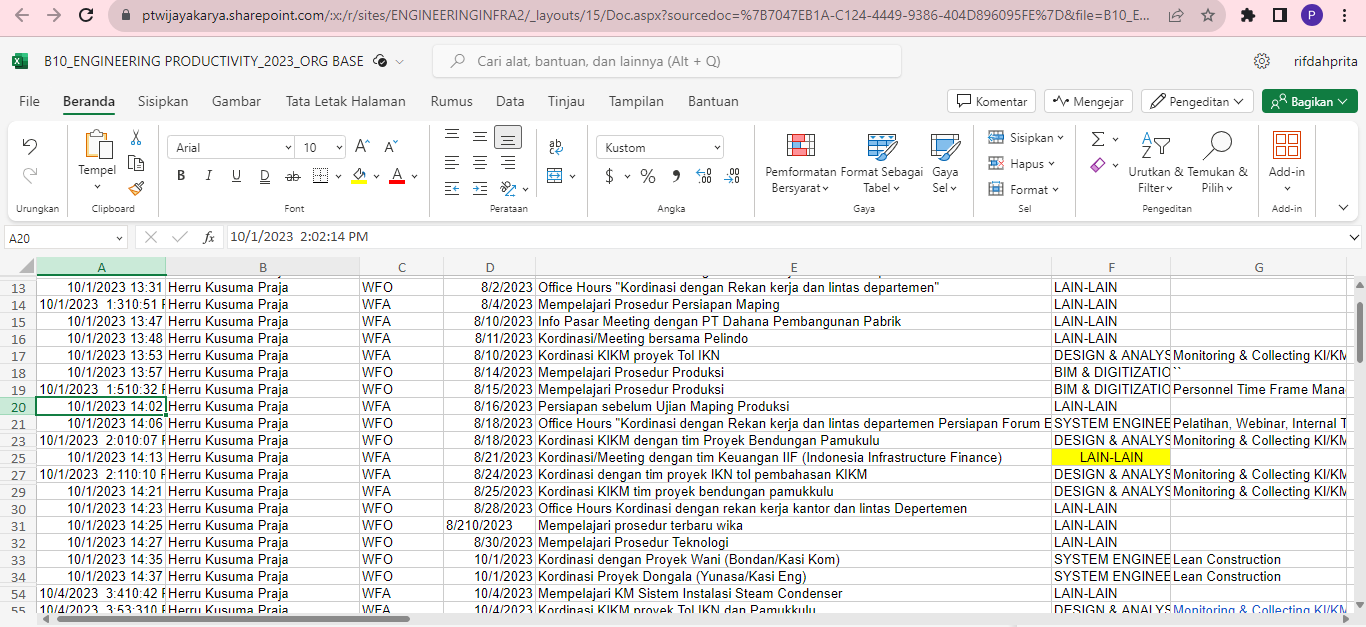 ptwijayakarya.sharepoint.com/:x:/r/sites/ENGINEERINGINFRA2/_layouts/15/Doc.aspx?sourcedoc=%7B7047EB1A-C124-4449-9386-404D896095FE%7D&file=B10_E... P
B10_ENGINEERING PRODUCTIVITY_2023_ORG BASE Cari alat, bantuan, dan lainnya (Alt + Q) rifdahprita
File Beranda Sisipkan Gambar Tata Letak Halaman Rumus Data Tinjau Tampilan Bantuan Komentar Mengejar Pengeditan Bagikan
Tempel Arial 10 A A Kustom Pemformatan Bersyarat Format Sebagai Tabel Gaya Sel Sisipkan Hapus Format Urutkan & Filter Temukan & Pilih Add-in
B I U D ab A ab $ % , .00
Urungkan Clipboard Font Perataan Angka Gaya Sel Pengeditan Add-in
A20 fx 10/1/2023 2:02:14 PM
A B C D E F G
13 10/1/2023 13:31 Herru Kusuma Praja WFO 8/2/2023 Office Hours "Kordinasi dengan Rekan kerja dan lintas departemen" LAIN-LAIN
14 10/1/2023 1:310:51 Herru Kusuma Praja WFA 8/4/2023 Mempelajari Prosedur Persiapan Maping LAIN-LAIN
15 10/1/2023 13:47 Herru Kusuma Praja WFA 8/10/2023 Info Pasar Meeting dengan PT Dahana Pembangunan Pabrik LAIN-LAIN
16 10/1/2023 13:48 Herru Kusuma Praja WFA 8/11/2023 Kordinasi/Meeting bersama Pelindo LAIN-LAIN
17 10/1/2023 13:53 Herru Kusuma Praja WFA 8/10/2023 Kordinasi KIKM proyek Tol IKN DESIGN & ANALYS Monitoring & Collecting KI/KM
18 10/1/2023 13:57 Herru Kusuma Praja WFO 8/14/2023 Mempelajari Prosedur Produksi BIM & DIGITIZATIO ``
19 10/1/2023 1:510:32 Herru Kusuma Praja WFO 8/15/2023 Mempelajari Prosedur Produksi BIM & DIGITIZATIO Personnel Time Frame Mana
20 10/1/2023 14:02 Herru Kusuma Praja WFA 8/16/2023 Persiapan sebelum Ujian Maping Produksi LAIN-LAIN
21 10/1/2023 14:06 Herru Kusuma Praja WFO 8/18/2023 Office Hours "Kordinasi dengan Rekan kerja dan lintas departemen Persiapan Forum E SYSTEM ENGINEE Pelatihan, Webinar, Internal T
23 10/1/2023 2:010:07 Herru Kusuma Praja WFO 8/18/2023 Kordinasi KIKM dengan tim Proyek Bendungan Pamukulu DESIGN & ANALYS Monitoring & Collecting KI/KM
25 10/1/2023 14:13 Herru Kusuma Praja WFA 8/21/2023 Kordinasi/Meeting dengan tim Keuangan IIF (Indonesia Infrastructure Finance) LAIN-LAIN
27 10/1/2023 2:110:10 Herru Kusuma Praja WFA 8/24/2023 Kordinasi dengan tim proyek IKN tol pembahasan KIKM DESIGN & ANALYS Monitoring & Collecting KI/KM
29 10/1/2023 14:21 Herru Kusuma Praja WFA 8/25/2023 Kordinasi KIKM tim proyek bendungan pamukkulu DESIGN & ANALYS Monitoring & Collecting KI/KM
30 10/1/2023 14:23 Herru Kusuma Praja WFO 8/28/2023 Office Hours Kordinasi dengan rekan kerja kantor dan lintas Depertemen LAIN-LAIN
31 10/1/2023 14:25 Herru Kusuma Praja WFO 8/210/2023 Mempelajari prosedur terbaru wika LAIN-LAIN
32 10/1/2023 14:27 Herru Kusuma Praja WFO 8/30/2023 Mempelajari Prosedur Teknologi LAIN-LAIN
33 10/1/2023 14:35 Herru Kusuma Praja WFO 10/1/2023 Kordinasi dengan Proyek Wani (Bondan/Kasi Kom) SYSTEM ENGINEE Lean Construction
34 10/1/2023 14:37 Herru Kusuma Praja WFO 10/1/2023 Kordinasi Proyek Dongala (Yunasa/Kasi Eng) SYSTEM ENGINEE Lean Construction
54 10/4/2023 3:410:42 Herru Kusuma Praja WFA 10/4/2023 Mempelajari KM Sistem Instalasi Steam Condenser LAIN-LAIN
55 10/4/2023 3:53:310 Herru Kusuma Praja WFA 10/4/2023 Kordinasi KIKM proyek Tol IKN dan Pamukkulu DESIGN & ANALYS Monitoring & Collecting KI/KM